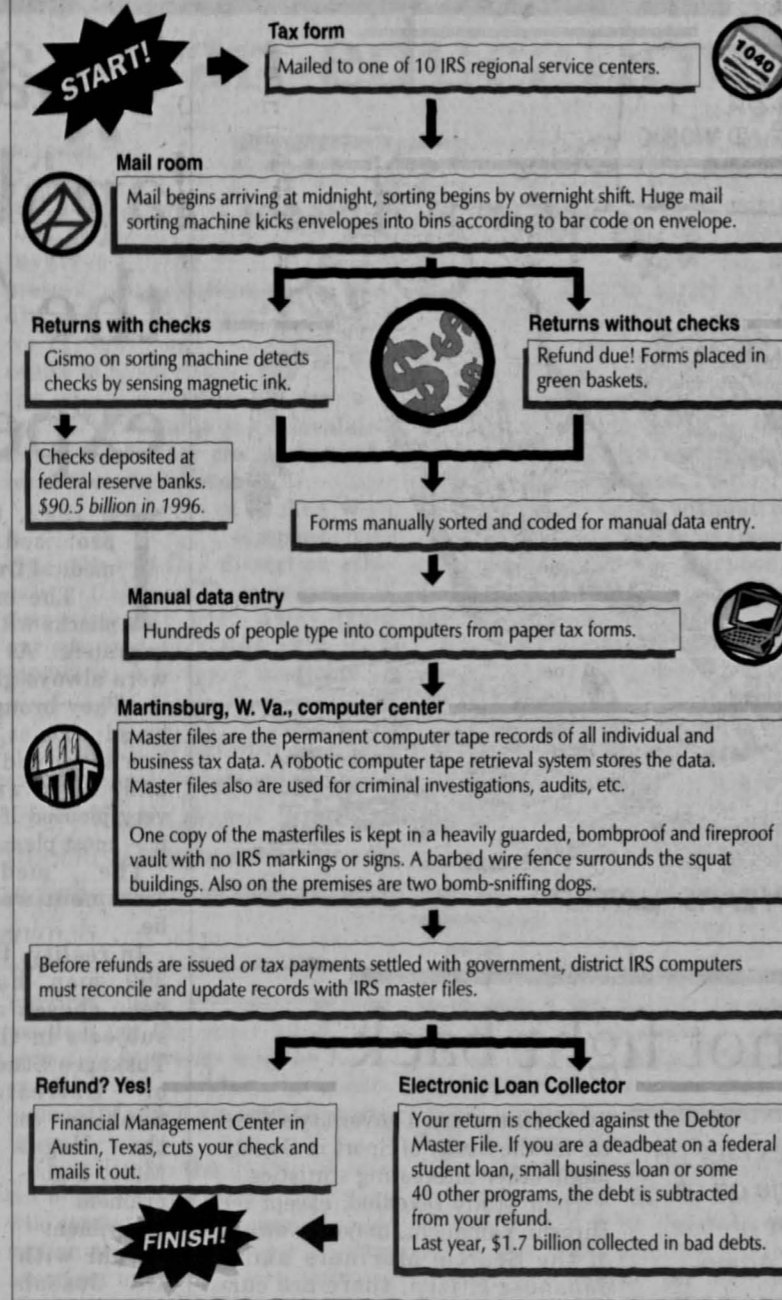 START!
Tax form
Mailed to one of 10 IRS regional service centers.
1040
Mail room
Mail begins arriving at midnight, sorting begins by overnight shift. Huge mail
sorting machine kicks envelopes into bins according to bar code on envelope.
Returns with checks
Gismo on sorting machine detects
checks by sensing magnetic ink.
Checks deposited at
federal reserve banks.
$90.5 billion in 1996.
$
$
$
Returns without checks
Refund due! Forms placed in
green baskets.
Forms manually sorted and coded for manual data entry.
Manual data entry
Hundreds of people type into computers from paper tax forms.
Martinsburg, W. Va., computer center
Master files are the permanent computer tape records of all individual and
business tax data. A robotic computer tape retrieval system stores the data.
Master files also are used for criminal investigations, audits, etc.
One copy of the masterfiles is kept in a heavily guarded, bombproof and fireproof
vault with no IRS markings or signs. A barbed wire fence surrounds the squat
buildings. Also on the premises are two bomb-sniffing dogs.
Before refunds are issued or tax payments settled with government, district IRS computers
must reconcile and update records with IRS master files.
Refund? Yes!
Financial Management Center in
Austin, Texas, cuts your check and
mails it out.
FINISH!
Electronic Loan Collector
Your return is checked against the Debtor
Master File. If you are a deadbeat on a federal
student loan, small business loan or some
40 other programs, the debt is subtracted
from your refund.
Last year, $1.7 billion collected in bad debts.